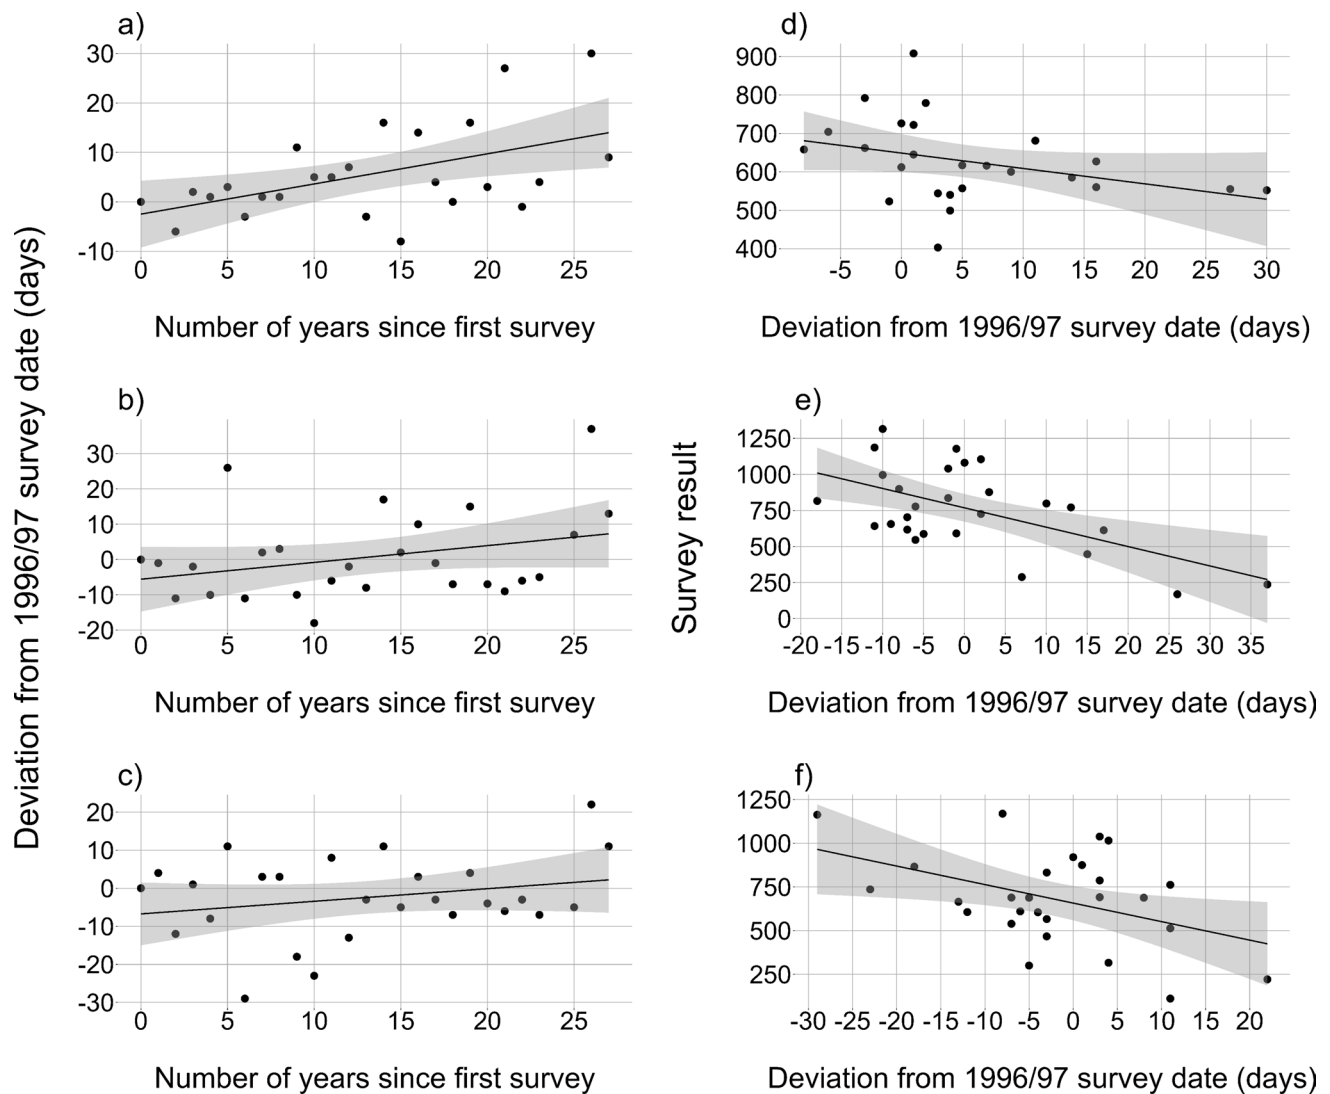 a)
30
20
10
0
-10
0 5 10 15 20 25
Number of years since first survey
b)
30
20
10
0
-10
-20
0 5 10 15 20 25
Number of years since first survey
c)
20
10
0
-10
-20
-30
0 5 10 15 20 25
Number of years since first survey
Deviation from 1996/97 survey date (days)
d)
900
800
700
600
500
400
-5 0 5 10 15 20 25 30
Deviation from 1996/97 survey date (days)
e)
1250
1000
750
500
250
0
-20 -15 -10 -5 0 5 10 15 20 25 30 35
Deviation from 1996/97 survey date (days)
f)
1250
1000
750
500
250
-30 -25 -20 -15 -10 -5 0 5 10 15 20
Deviation from 1996/97 survey date (days)
Survey result